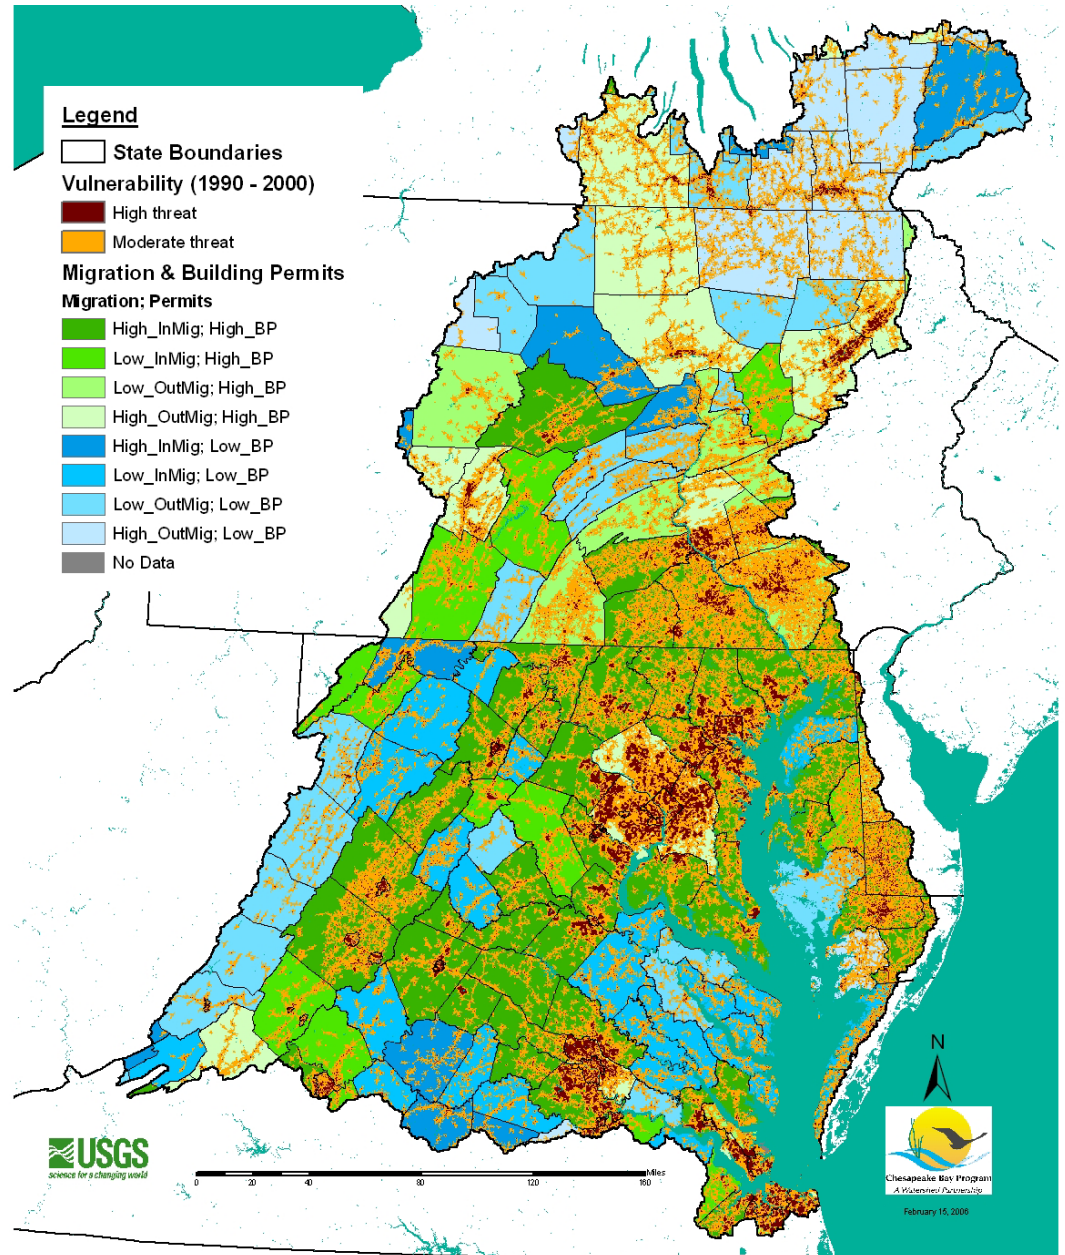 Legend
State Boundaries
Vulnerability (1990 - 2000)
High threat
Moderate threat
Migration & Building Permits
Migration; Permits
High_InMig; High_BP
Low_InMig; High_BP
Low_OutMig; High_BP
High_OutMig; High_BP
High_InMig; Low_BP
Low_InMig; Low_BP
Low_OutMig; Low_BP
High_OutMig; Low_BP
No Data
N
USGS
science for a changing world
Miles
0 20 40 80 120 160
Chesapeake Bay Program
A Watershed Partnership
February 15, 2006